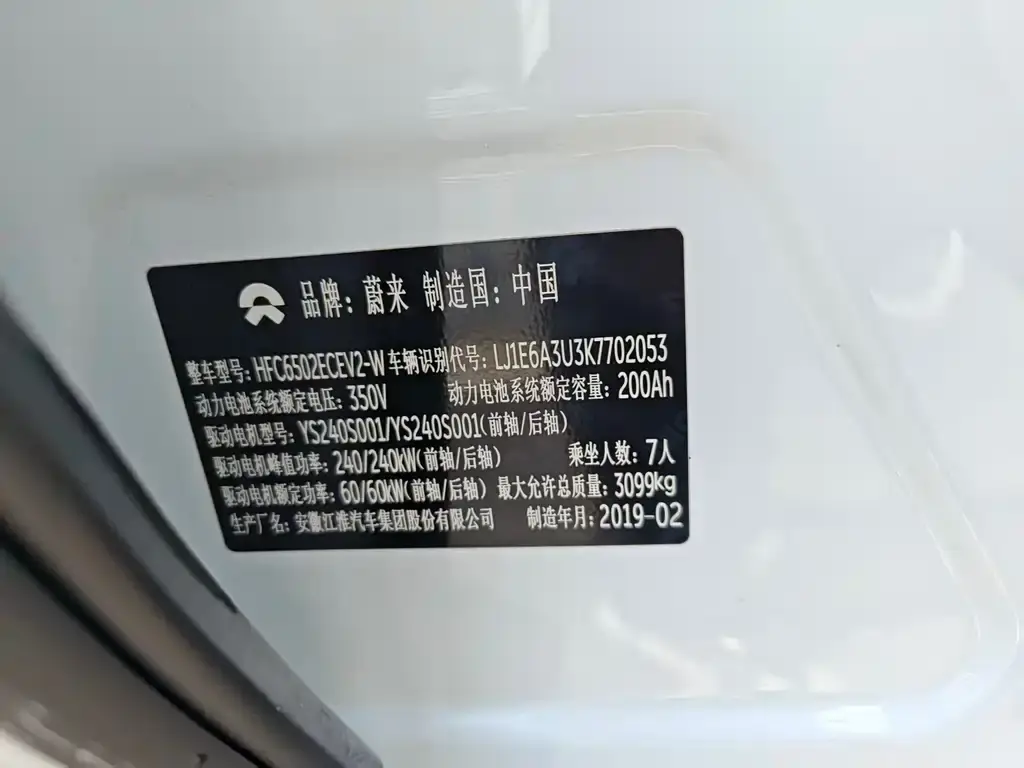 品牌：蔚来 制造国：中国
整车型号：HFC6502ECEV2-W 车辆识别代号：LJ1E6A3U3K7702053
动力电池系统额定电压：350V 动力电池系统额定容量：200Ah
驱动电机型号：YS240S001/YS240S001(前轴/后轴)
驱动电机峰值功率：240/240kW(前轴/后轴) 乘坐人数：7人
驱动电机额定功率：60/60kW(前轴/后轴) 最大允许总质量：3099kg
生产厂名：安徽江淮汽车集团股份有限公司 制造年月：2019-02